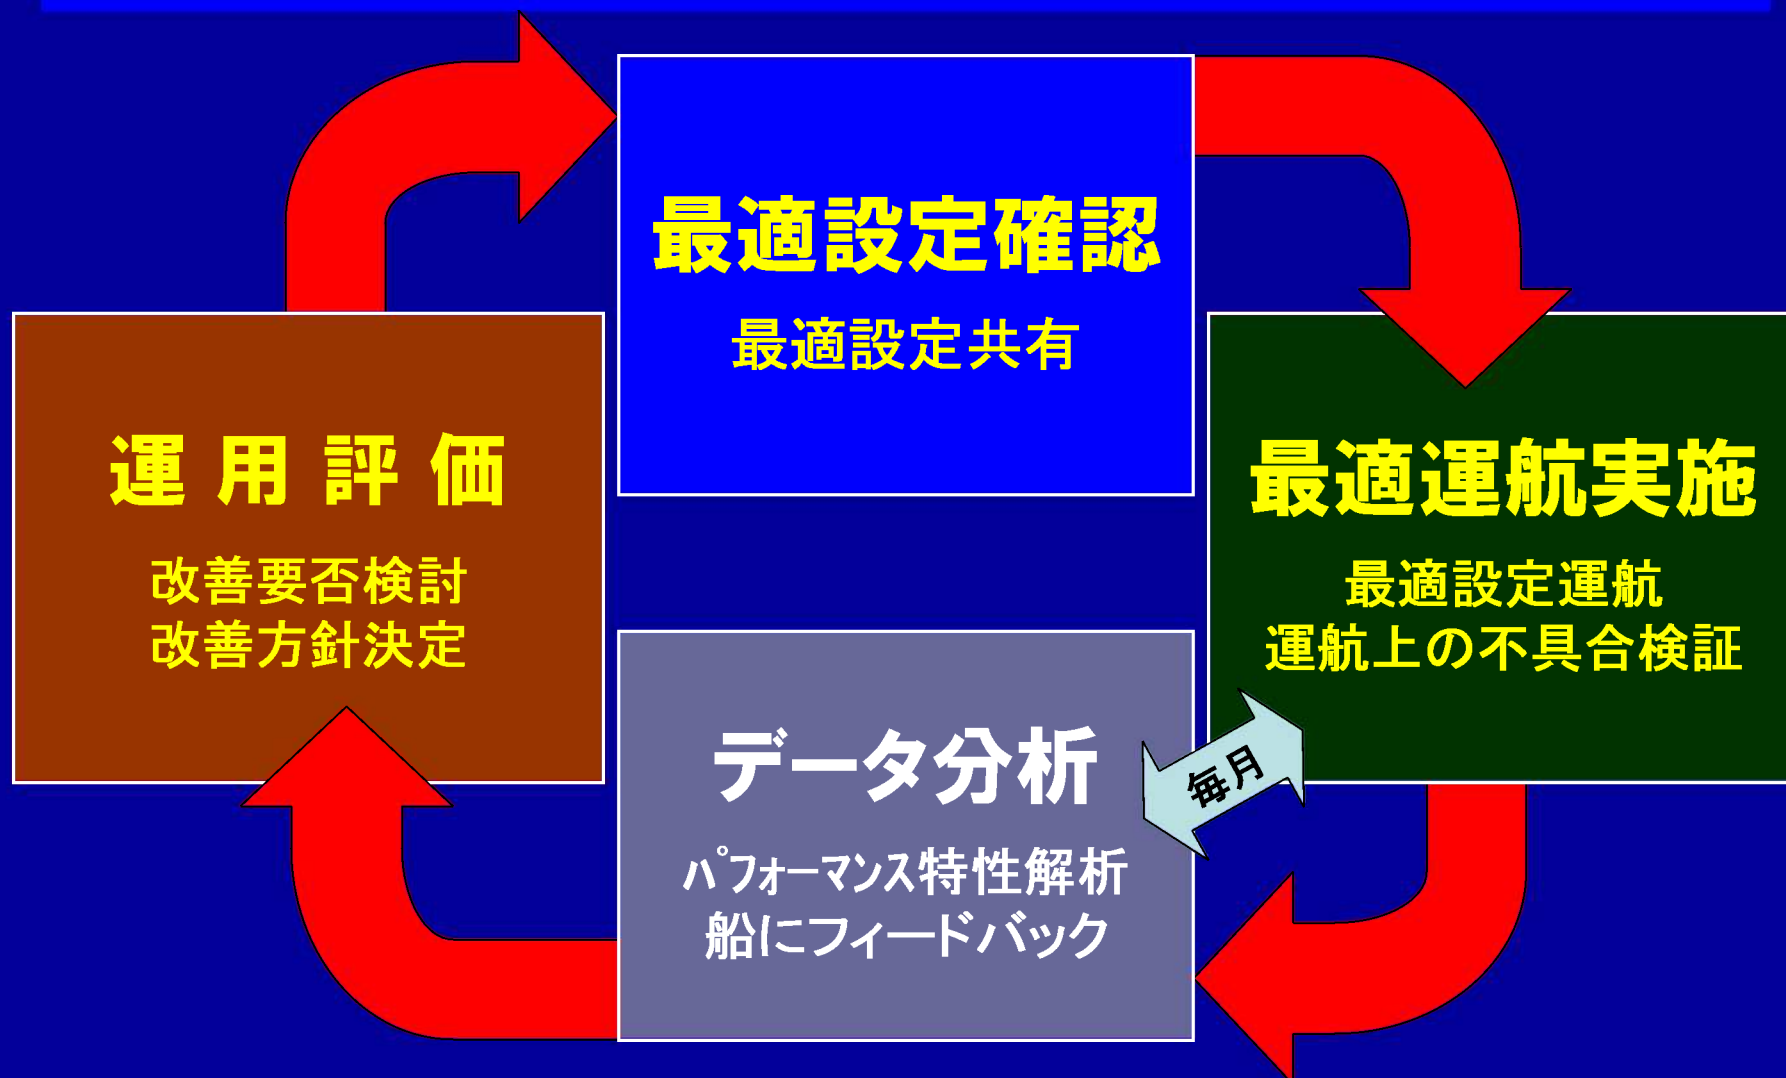 最適設定確認
最適設定共有
運用評価
改善要否検討
改善方針決定
最適運航実施
最適設定運航
運航上の不具合検証
毎月
データ分析
パフォーマンス特性解析
船にフィードバック